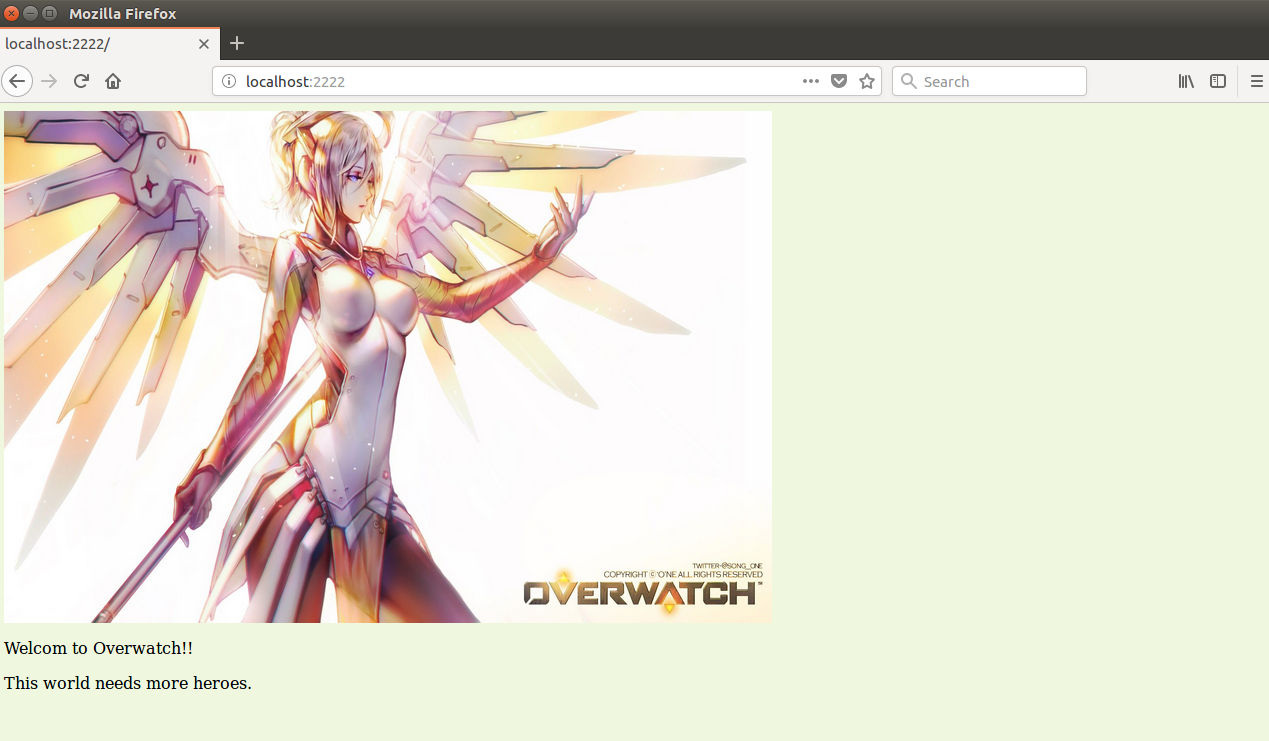 Mozilla Firefox
localhost:2222/
localhost:2222
Search
TWITTER-@SONG_ONE
COPYRIGHT ⓒ'O'NE ALL RIGHTS RESERVED
OVERWATCH™
Welcom to Overwatch!!
This world needs more heroes.